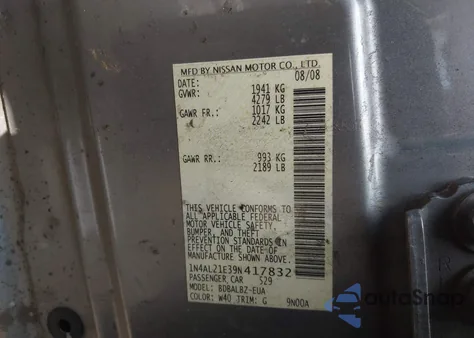 MFD BY NISSAN MOTOR CO., LTD.
DATE: 08/08
GVWR: 1941 KG
4279 LB
GAWR FR.: 1017 KG
2242 LB
GAWR RR.: 993 KG
2189 LB
THIS VEHICLE CONFORMS TO
ALL APPLICABLE FEDERAL
MOTOR VEHICLE SAFETY,
BUMPER, AND THEFT
PREVENTION STANDARDS
IN EFFECT ON THE DATE OF
MANUFACTURE SHOWN
ABOVE.
1N4AL21E39N417832
PASSENGER CAR S29
MODEL: BDBALBZ-EUA
COLOR: W40 TRIM: G 9N00A
autoSnap